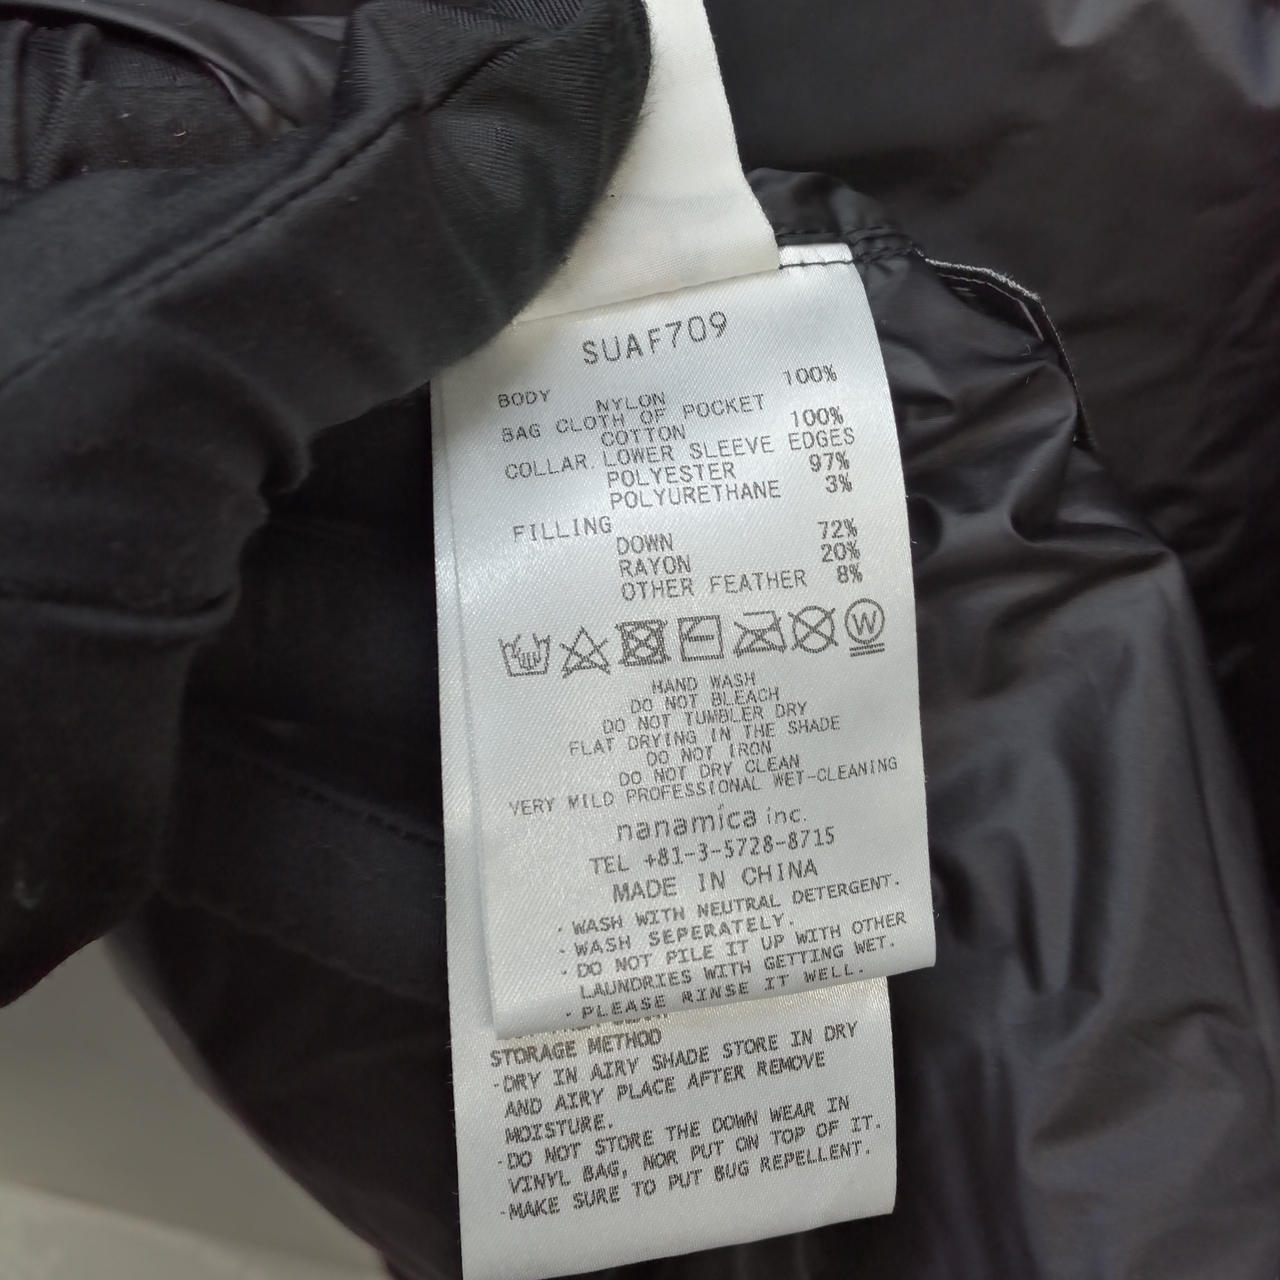 SUAF709
BODY NYLON 100%
BAG CLOTH OF POCKET
COTTON 100%
COLLAR. LOWER SLEEVE EDGES
POLYESTER 97%
POLYURETHANE 3%
FILLING
DOWN 72%
RAYON 20%
OTHER FEATHER 8%
W
HAND WASH
DO NOT BLEACH
DO NOT TUMBLER DRY
FLAT DRYING IN THE SHADE
DO NOT IRON
DO NOT DRY CLEAN
VERY MILD PROFESSIONAL WET-CLEANING
nanamica inc.
TEL +81-3-5728-8715
MADE IN CHINA
・WASH WITH NEUTRAL DETERGENT.
・WASH SEPERATELY.
・DO NOT PILE IT UP WITH OTHER
LAUNDRIES WITH GETTING WET.
・PLEASE RINSE IT WELL.
STORAGE METHOD
・DRY IN AIRY SHADE STORE IN DRY
AND AIRY PLACE AFTER REMOVE
MOISTURE.
・DO NOT STORE THE DOWN WEAR IN
VINYL BAG, NOR PUT ON TOP OF IT.
・MAKE SURE TO PUT BUG REPELLENT.